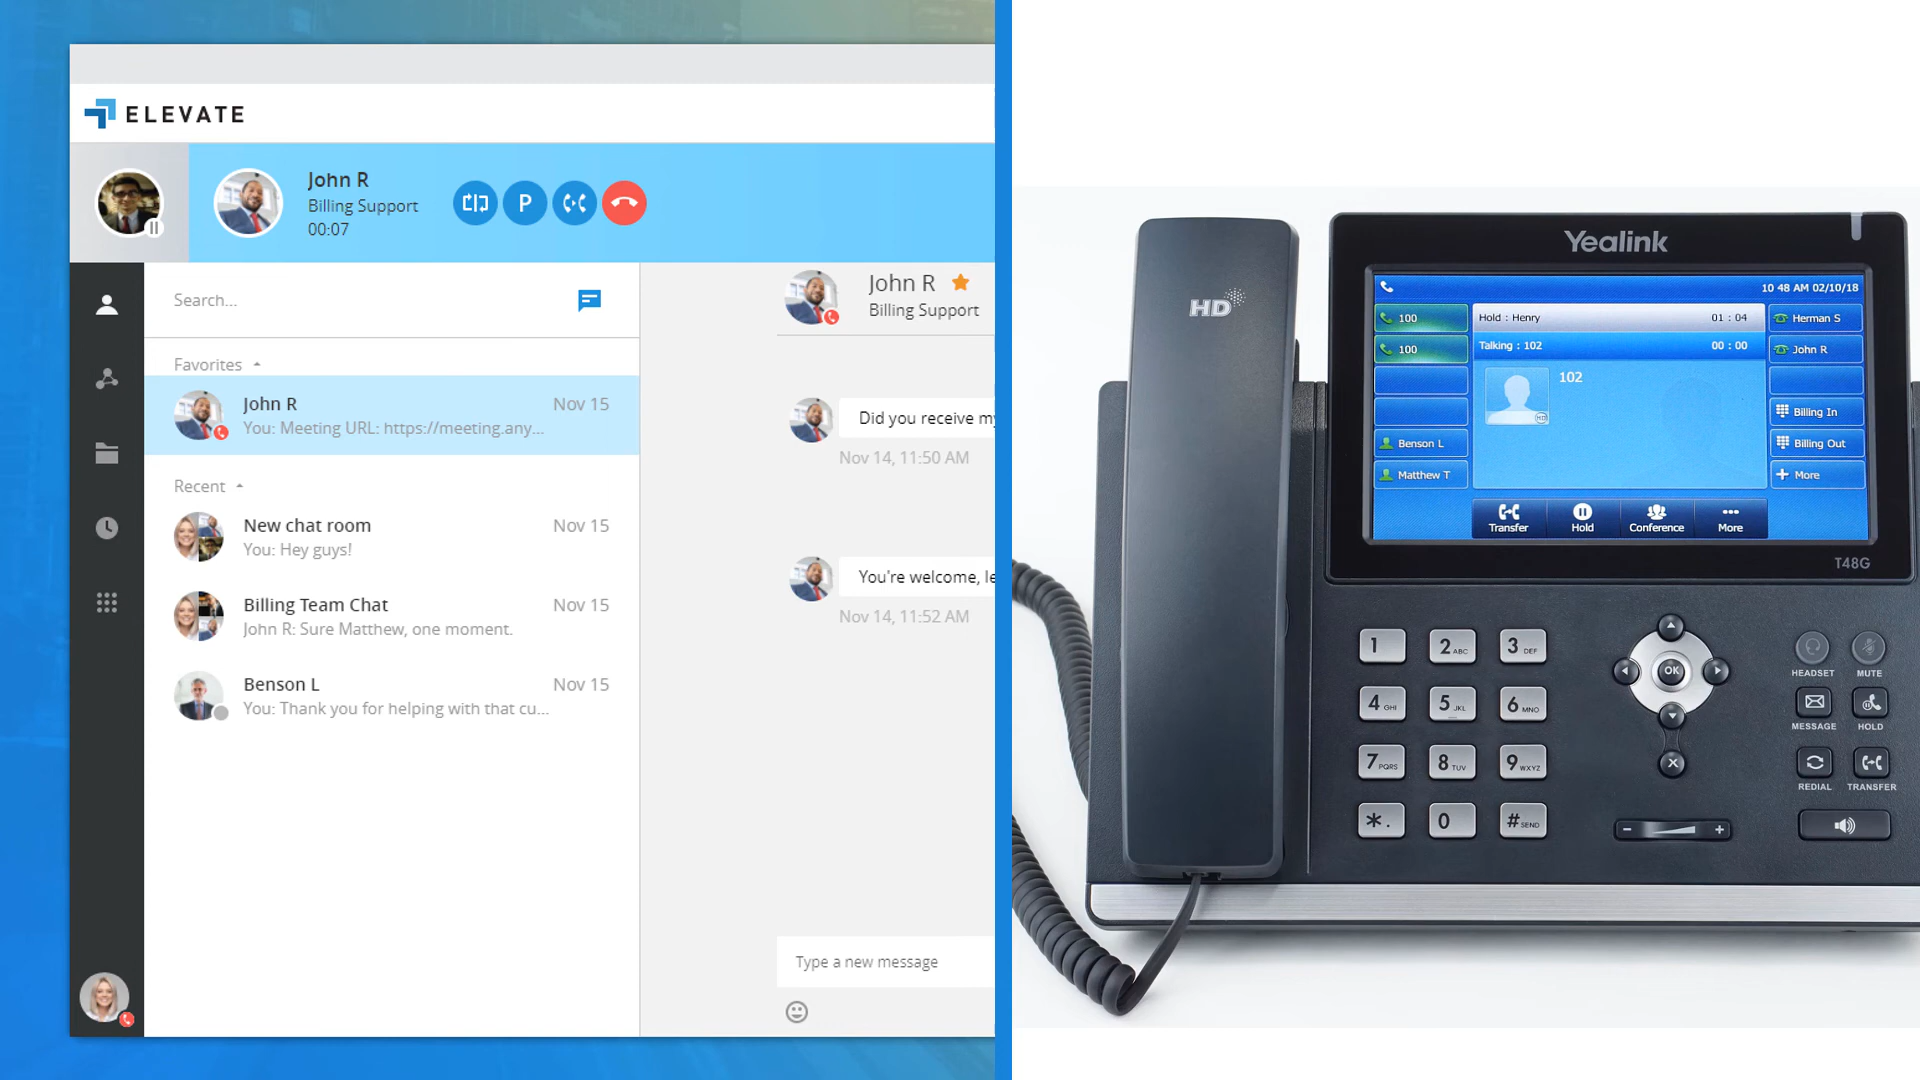 ELEVATE
John R
Billing Support
00:07
P
Search...
Favorites
John R
Nov 15
You: Meeting URL: https://meeting.any...
Recent
New chat room
Nov 15
You: Hey guys!
Billing Team Chat
Nov 15
John R: Sure Matthew, one moment.
Benson L
Nov 15
You: Thank you for helping with that cu...
John R
Billing Support
Did you receive my
Nov 14, 11:50 AM
You're welcome, le
Nov 14, 11:52 AM
Type a new message
HD
Yealink
10 48 AM 02/10/18
100
Hold : Henry
01 : 04
Herman S
100
Talking : 102
00 : 00
John R
102
Billing In
Benson L
Billing Out
Matthew T
More
Transfer
Hold
Conference
More
T48G
1
2 ABC
3 DEF
4 GHI
5 JKL
6 MNO
7 PQRS
8 TUV
9 WXYZ
*.
0
# SEND
OK
HEADSET
MUTE
MESSAGE
HOLD
REDIAL
TRANSFER